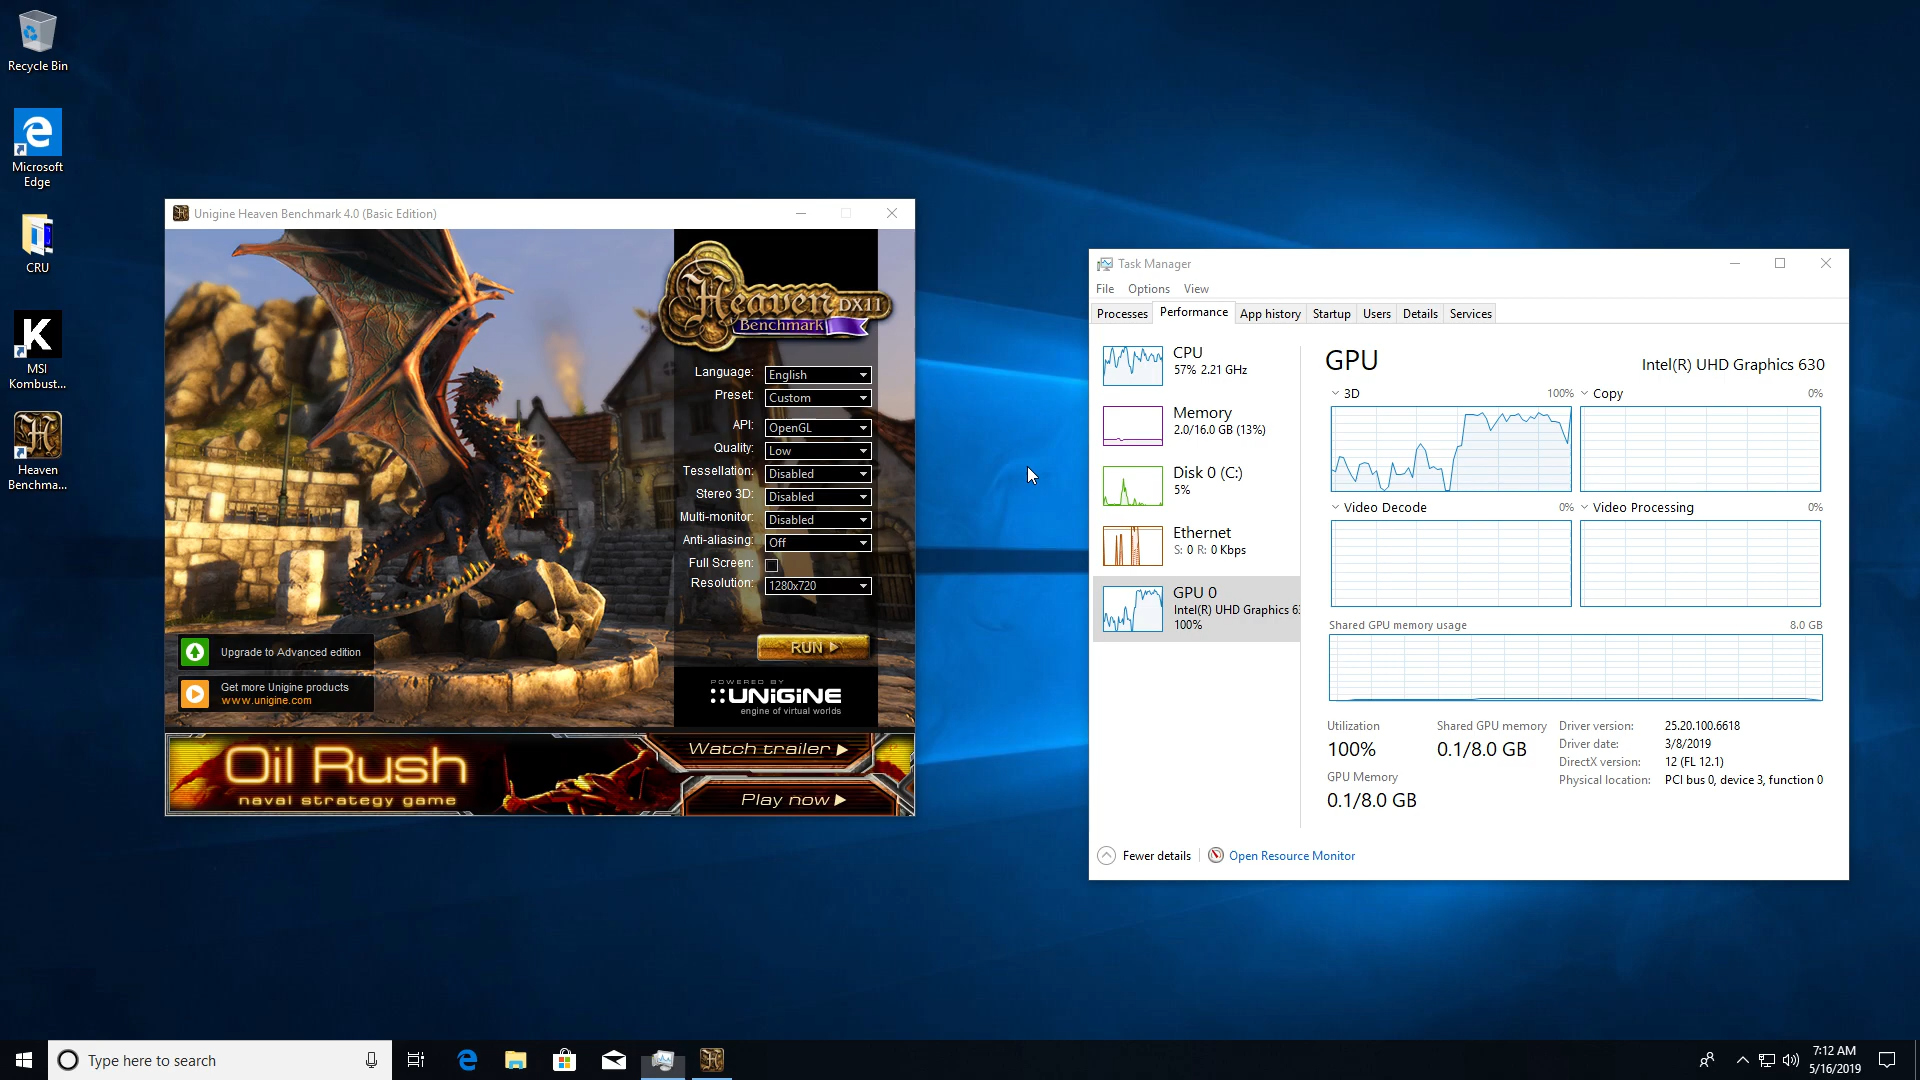 Recycle Bin
Microsoft
Edge
CRU
MSI
Kombust...
Heaven
Benchma...
Unigine Heaven Benchmark 4.0 (Basic Edition)
Heaven DX11
Benchmark
Language: English
Preset: Custom
API: OpenGL
Quality: Low
Tessellation: Disabled
Stereo 3D: Disabled
Multi-monitor: Disabled
Anti-aliasing: Off
Full Screen:
Resolution: 1280x720
RUN
Upgrade to Advanced edition
Get more Unigine products
www.unigine.com
POWERED BY
UNiGiNE
engine of virtual worlds
Oil Rush
naval strategy game
Watch trailer
Play now
Task Manager
File Options View
Processes Performance App history Startup Users Details Services
CPU
57% 2.21 GHz
Memory
2.0/16.0 GB (13%)
Disk 0 (C:)
5%
Ethernet
S: 0 R: 0 Kbps
GPU 0
Intel(R) UHD Graphics 63
100%
GPU
Intel(R) UHD Graphics 630
3D 100%
Copy 0%
Video Decode 0%
Video Processing 0%
Shared GPU memory usage 8.0 GB
Utilization
100%
Shared GPU memory
0.1/8.0 GB
GPU Memory
0.1/8.0 GB
Driver version: 25.20.100.6618
Driver date: 3/8/2019
DirectX version: 12 (FL 12.1)
Physical location: PCI bus 0, device 3, function 0
Fewer details
Open Resource Monitor
Type here to search
7:12 AM
5/16/2019